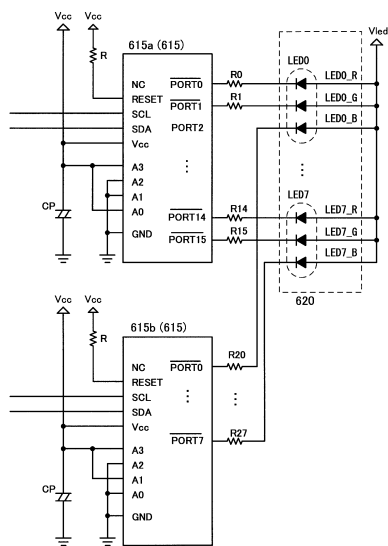 Vcc Vcc Vled
615a (615)
R
NC PORT0 R0 LED0 LED0_R
RESET PORT1 R1 LED0_G
SCL LED0_B
SDA PORT2
Vcc
A3
A2
A1 LED7
CP A0 PORT14 R14 LED7_R
GND PORT15 R15 LED7_G
LED7_B
620
Vcc Vcc
615b (615)
R
NC PORT0 R20
RESET
SCL
SDA
Vcc
A3 PORT7 R27
A2
A1
CP A0
GND